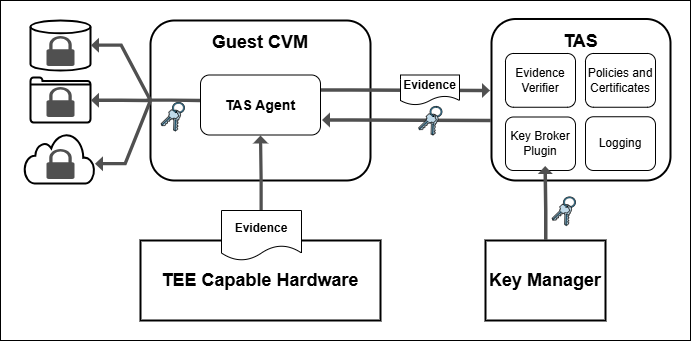 Guest CVM
TAS
TAS Agent
Evidence
Evidence
Verifier
Policies and
Certificates
Key Broker
Plugin
Logging
Evidence
TEE Capable Hardware
Key Manager